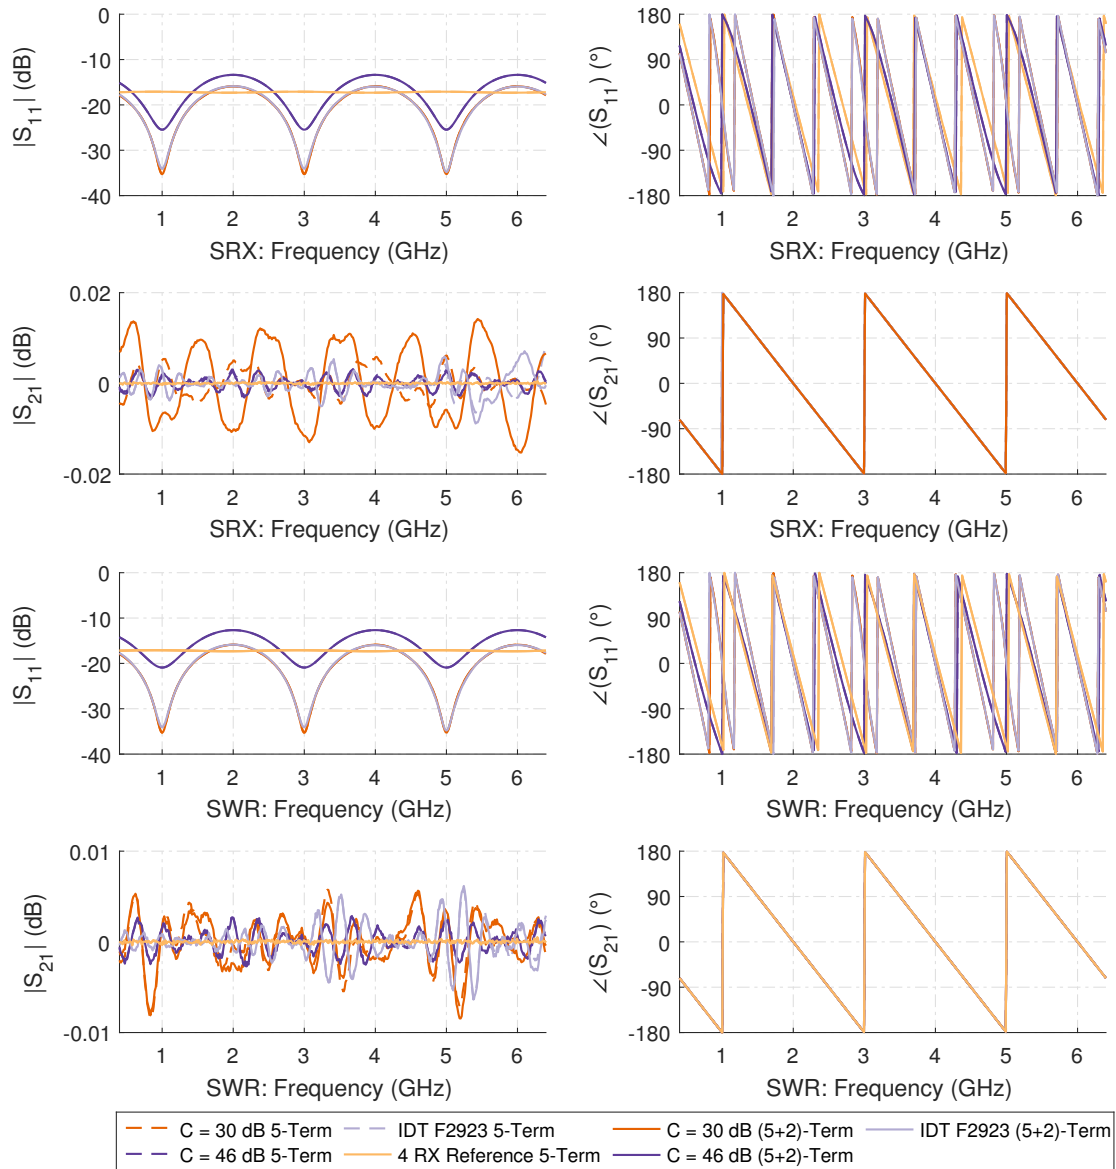 |S11| (dB)
0
-10
-20
-30
-40
1 2 3 4 5 6
SRX: Frequency (GHz)
∠(S11) (°)
180
90
0
-90
-180
1 2 3 4 5 6
SRX: Frequency (GHz)
|S21| (dB)
0.02
0
-0.02
1 2 3 4 5 6
SRX: Frequency (GHz)
∠(S21) (°)
180
90
0
-90
-180
1 2 3 4 5 6
SRX: Frequency (GHz)
|S11| (dB)
0
-10
-20
-30
-40
1 2 3 4 5 6
SWR: Frequency (GHz)
∠(S11) (°)
180
90
0
-90
-180
1 2 3 4 5 6
SWR: Frequency (GHz)
|S21| (dB)
0.01
0
-0.01
1 2 3 4 5 6
SWR: Frequency (GHz)
∠(S21) (°)
180
90
0
-90
-180
1 2 3 4 5 6
SWR: Frequency (GHz)
C = 30 dB 5-Term IDT F2923 5-Term C = 30 dB (5+2)-Term IDT F2923 (5+2)-Term
C = 46 dB 5-Term 4 RX Reference 5-Term C = 46 dB (5+2)-Term